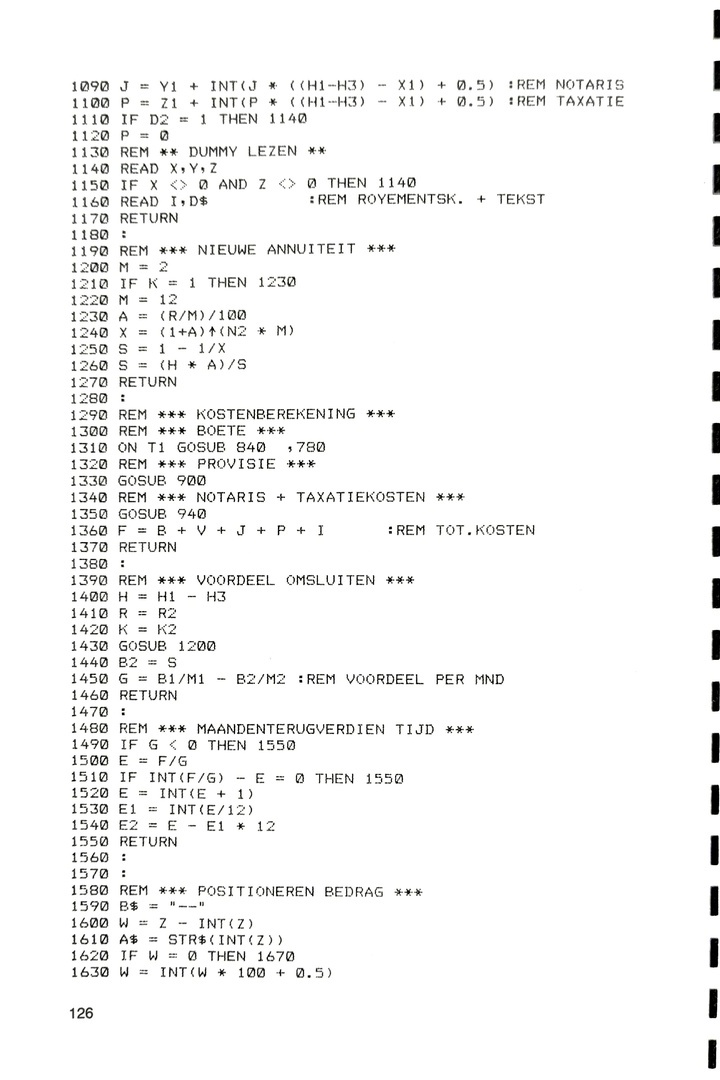 1090 J = Y1 + INT(J * ((H1-H3) - X1) + 0.5) :REM NOTARIS
1100 P = Z1 + INT(P * ((H1-H3) - X1) + 0.5) :REM TAXATIE
1110 IF D2 = 1 THEN 1140
1120 P = 0
1130 REM ** DUMMY LEZEN **
1140 READ X,Y,Z
1150 IF X <> 0 AND Z <> 0 THEN 1140
1160 READ I,D$ :REM ROYEMENTSK. + TEKST
1170 RETURN
1180 :
1190 REM *** NIEUWE ANNUITEIT ***
1200 M = 2
1210 IF K = 1 THEN 1230
1220 M = 12
1230 A = (R/M)/100
1240 X = (1+A)↑(N2 * M)
1250 S = 1 - 1/X
1260 S = (H * A)/S
1270 RETURN
1280 :
1290 REM *** KOSTENBEREKENING ***
1300 REM *** BOETE ***
1310 ON T1 GOSUB 840 ,780
1320 REM *** PROVISIE ***
1330 GOSUB 900
1340 REM *** NOTARIS + TAXATIEKOSTEN ***
1350 GOSUB 940
1360 F = B + V + J + P + I :REM TOT.KOSTEN
1370 RETURN
1380 :
1390 REM *** VOORDEEL OMSLUITEN ***
1400 H = H1 - H3
1410 R = R2
1420 K = K2
1430 GOSUB 1200
1440 B2 = S
1450 G = B1/M1 - B2/M2 :REM VOORDEEL PER MND
1460 RETURN
1470 :
1480 REM *** MAANDENTERUGVERDIEN TIJD ***
1490 IF G < 0 THEN 1550
1500 E = F/G
1510 IF INT(F/G) - E = 0 THEN 1550
1520 E = INT(E + 1)
1530 E1 = INT(E/12)
1540 E2 = E - E1 * 12
1550 RETURN
1560 :
1570 :
1580 REM *** POSITIONEREN BEDRAG ***
1590 B$ = "--"
1600 W = Z - INT(Z)
1610 A$ = STR$(INT(Z))
1620 IF W = 0 THEN 1670
1630 W = INT(W * 100 + 0.5)
126